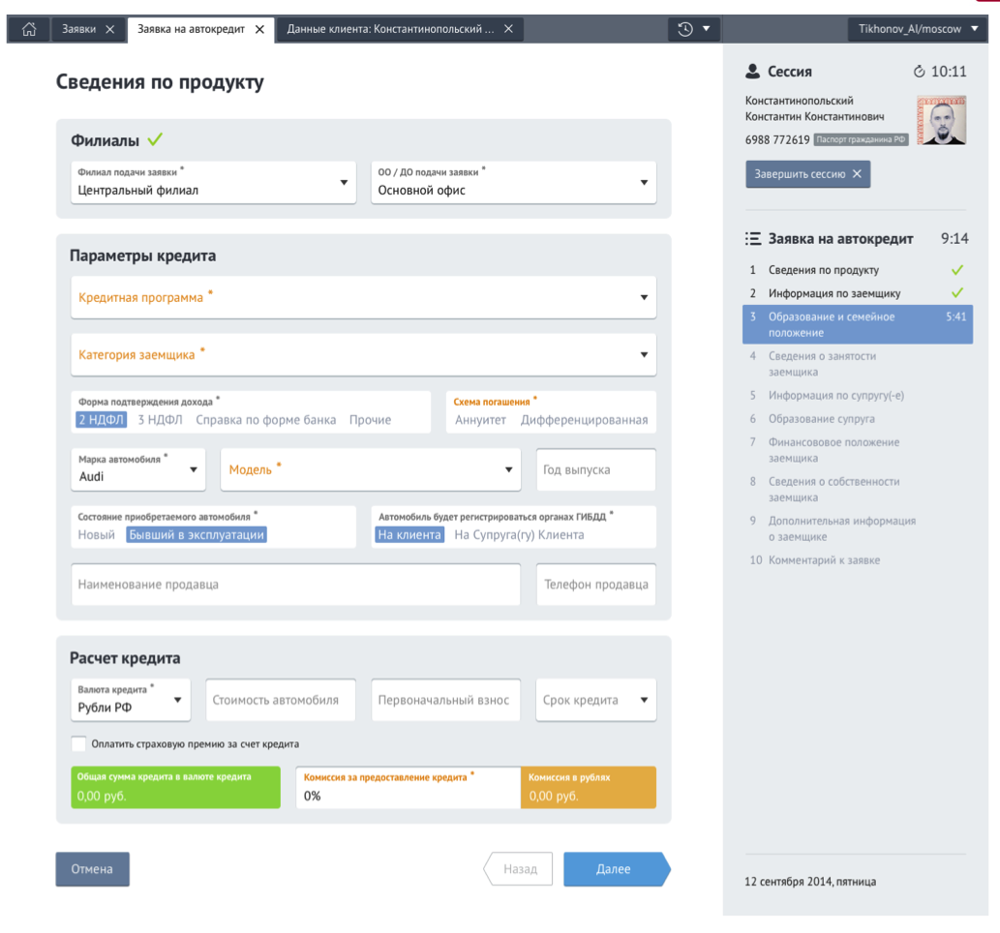 Заявки
Заявка на автокредит
Данные клиента: Константинопольский ...
Tikhonov_AI/moscow
Сведения по продукту
Филиалы
Филиал подачи заявки *
Центральный филиал
ОО / ДО подачи заявки *
Основной офис
Параметры кредита
Кредитная программа *
Категория заемщика *
Форма подтверждения дохода *
2 НДФЛ 3 НДФЛ Справка по форме банка Прочие
Схема погашения *
Аннуитет Дифференцированная
Марка автомобиля *
Audi
Модель *
Год выпуска
Состояние приобретаемого автомобиля *
Новый Бывший в эксплуатации
Автомобиль будет регистрироваться органах ГИБДД *
На клиента На Супруга(гу) Клиента
Наименование продавца
Телефон продавца
Расчет кредита
Валюта кредита *
Рубли РФ
Стоимость автомобиля
Первоначальный взнос
Срок кредита
Оплатить страховую премию за счет кредита
Общая сумма кредита в валюте кредита
0,00 руб.
Комиссия за предоставление кредита *
0%
Комиссия в рублях
0,00 руб.
Отмена
Назад
Далее
Сессия 10:11
Константинопольский
Константин Константинович
6988 772619 Паспорт гражданина РФ
Завершить сессию
Заявка на автокредит 9:14
1 Сведения по продукту
2 Информация по заемщику
3 Образование и семейное 5:41
положение
4 Сведения о занятости
заемщика
5 Информация по супругу(-е)
6 Образование супруга
7 Финансововое положение
заемщика
8 Сведения о собственности
заемщика
9 Дополнительная информация
о заемщике
10 Комментарий к заявке
12 сентября 2014, пятница